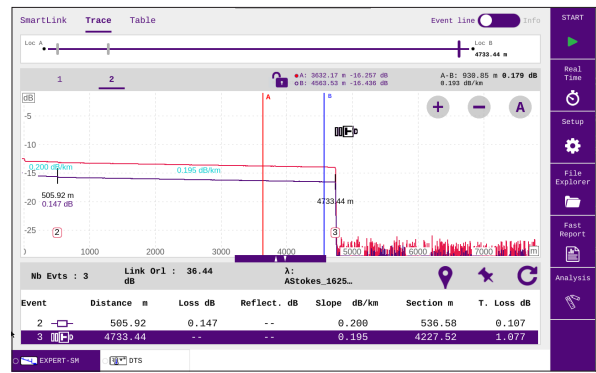 SmartLink Trace Table Event line Info START
Loc A Loc B
4733.44 m
1 2 A: 3632.17 m -16.257 dB A-B: 930.85 m 0.179 dB
B: 4563.53 m -16.436 dB 0.193 dB/km
Real
Time
dB A B
+ − A
-5
Setup
-10
0.200 dB/km 0.195 dB/km
-15
File
Explorer
505.92 m 4733.44 m
-20 0.147 dB
Fast
Report
-25 2 3
) 1000 2000 3000 4000 5000 6000 7000 m
Nb Evts : 3 Link Orl : 36.44 λ:
dB AStokes_1625…
Analysis
Event Distance m Loss dB Reflect. dB Slope dB/km Section m T. Loss dB
2 505.92 0.147 -- 0.200 536.58 0.107
3 4733.44 -- -- 0.195 4227.52 1.077
EXPERT-SM DTS